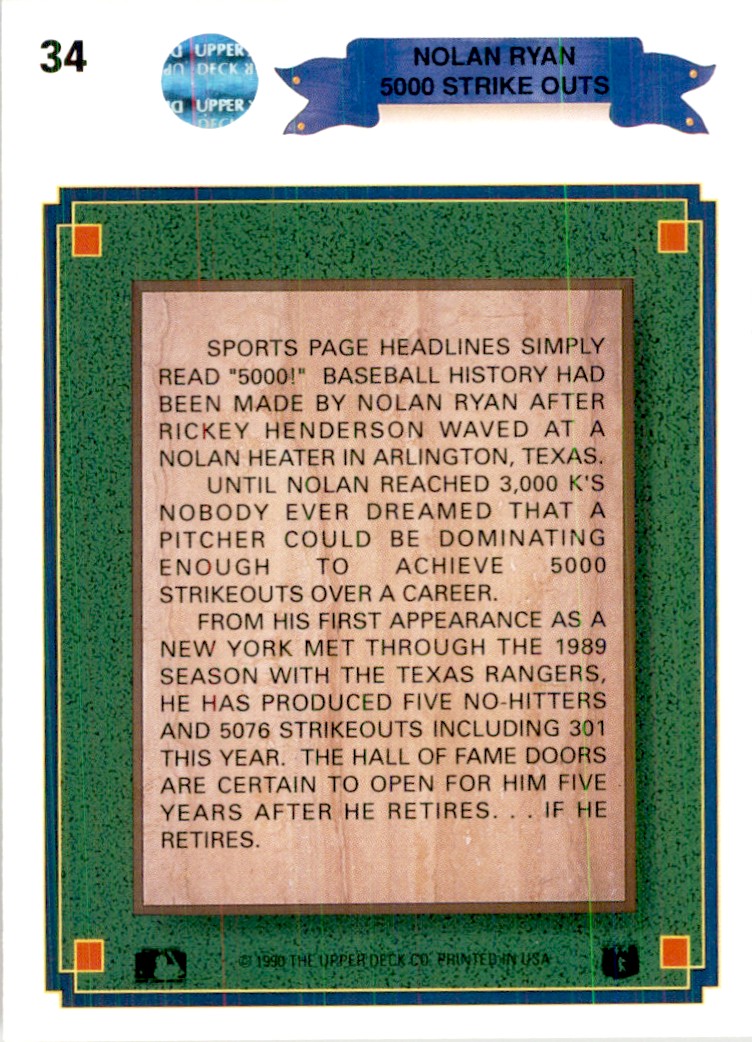 34
UPPER
DECK
UPPER
DECK
NOLAN RYAN
5000 STRIKE OUTS
SPORTS PAGE HEADLINES SIMPLY
READ "5000!" BASEBALL HISTORY HAD
BEEN MADE BY NOLAN RYAN AFTER
RICKEY HENDERSON WAVED AT A
NOLAN HEATER IN ARLINGTON, TEXAS.
UNTIL NOLAN REACHED 3,000 K'S
NOBODY EVER DREAMED THAT A
PITCHER COULD BE DOMINATING
ENOUGH TO ACHIEVE 5000
STRIKEOUTS OVER A CAREER.
FROM HIS FIRST APPEARANCE AS A
NEW YORK MET THROUGH THE 1989
SEASON WITH THE TEXAS RANGERS,
HE HAS PRODUCED FIVE NO-HITTERS
AND 5076 STRIKEOUTS INCLUDING 301
THIS YEAR. THE HALL OF FAME DOORS
ARE CERTAIN TO OPEN FOR HIM FIVE
YEARS AFTER HE RETIRES. . . IF HE
RETIRES.
© 1990 THE UPPER DECK CO. PRINTED IN USA